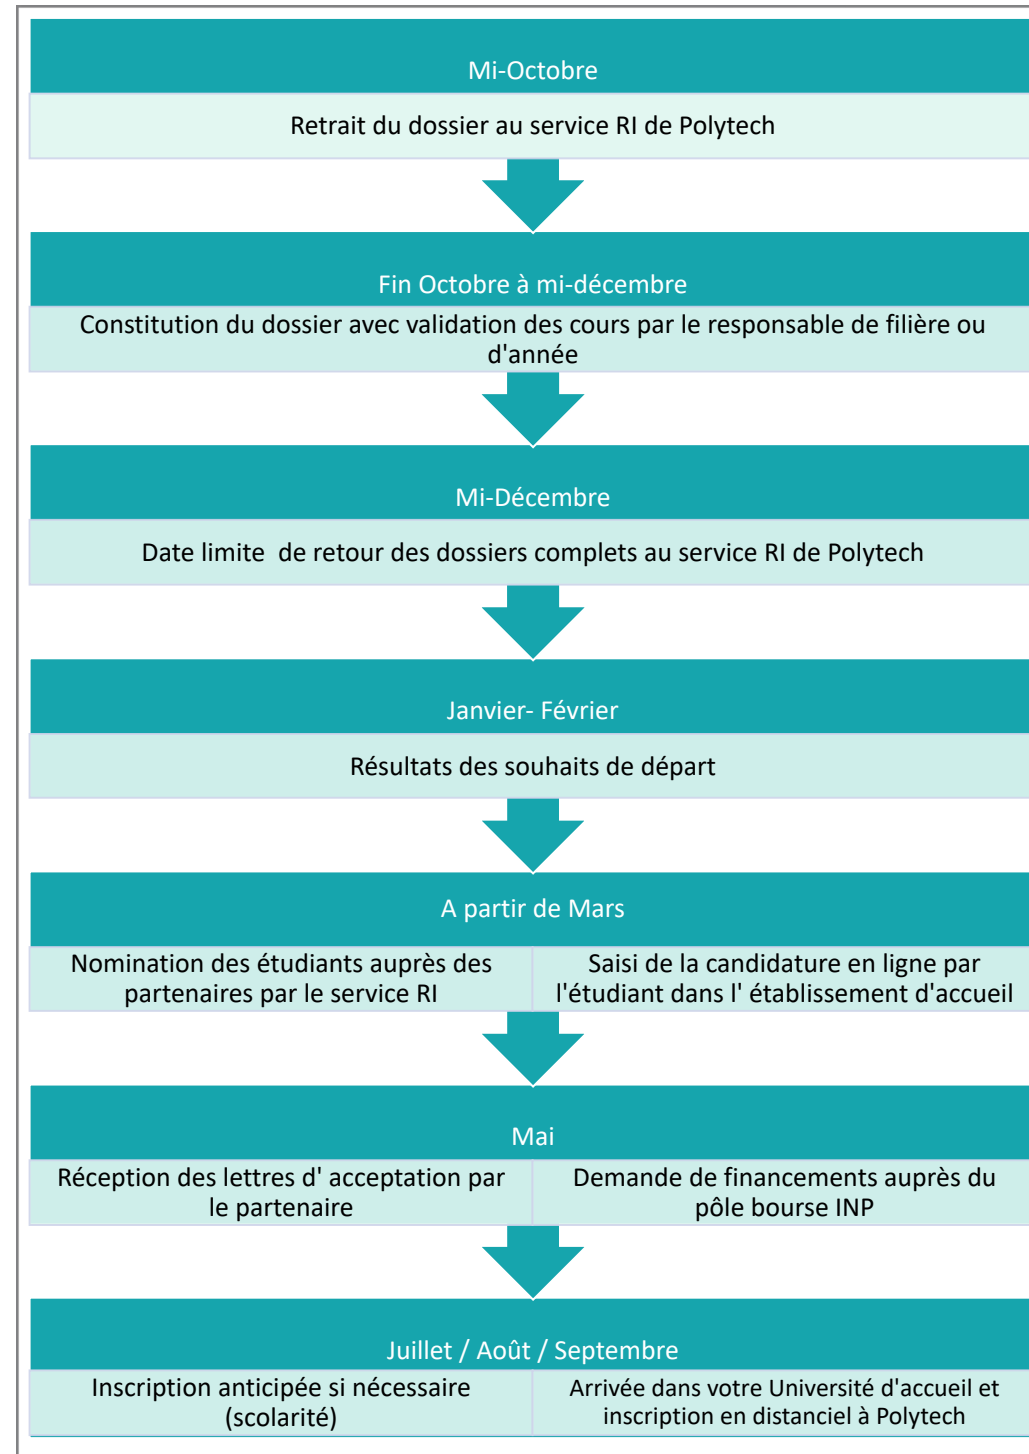 Mi-Octobre
Retrait du dossier au service RI de Polytech
Fin Octobre à mi-décembre
Constitution du dossier avec validation des cours par le responsable de filière ou
d'année
Mi-Décembre
Date limite  de retour des dossiers complets au service RI de Polytech
Janvier- Février
Résultats des souhaits de départ
A partir de Mars
Nomination des étudiants auprès des
partenaires par le service RI
Saisi de la candidature en ligne par
l'étudiant dans l' établissement d'accueil
Mai
Réception des lettres d' acceptation par
le partenaire
Demande de financements auprès du
pôle bourse INP
Juillet / Août / Septembre
Inscription anticipée si nécessaire
(scolarité)
Arrivée dans votre Université d'accueil et
inscription en distanciel à Polytech